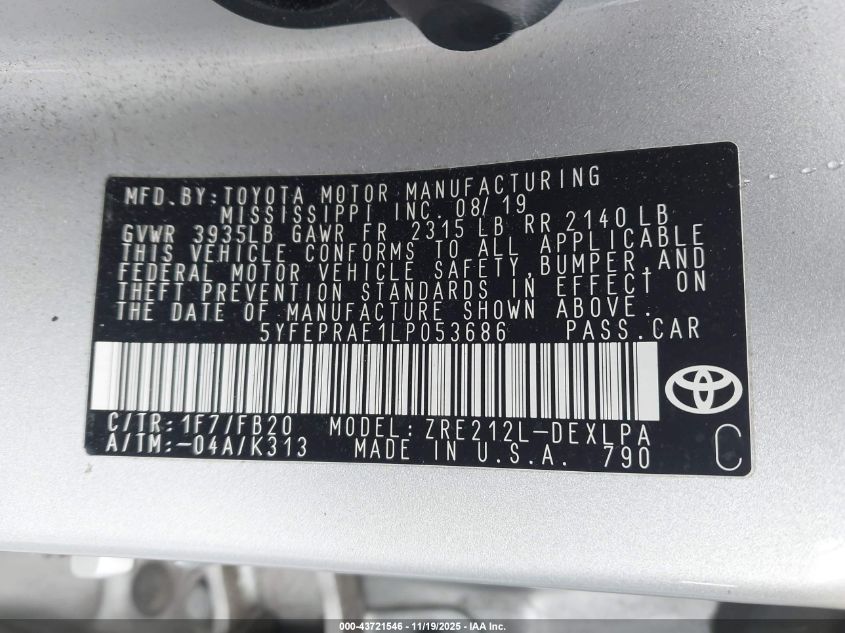 MFD.BY:TOYOTA MOTOR MANUFACTURING
MISSISSIPPI INC. 08/19
GVWR 3935LB GAWR FR 2315 LB RR 2140 LB
THIS VEHICLE CONFORMS TO ALL APPLICABLE
FEDERAL MOTOR VEHICLE SAFETY,BUMPER,AND
THEFT PREVENTION STANDARDS IN EFFECT ON
THE DATE OF MANUFACTURE SHOWN ABOVE.
5YFEPRAE1LP053686 PASS.CAR
C/TR:1F7/FB20 MODEL:ZRE212L-DEXLPA
A/TM:-04A/K313 MADE IN U.S.A. 790 C
000-43721546 | 11/19/2025 - IAA Inc.